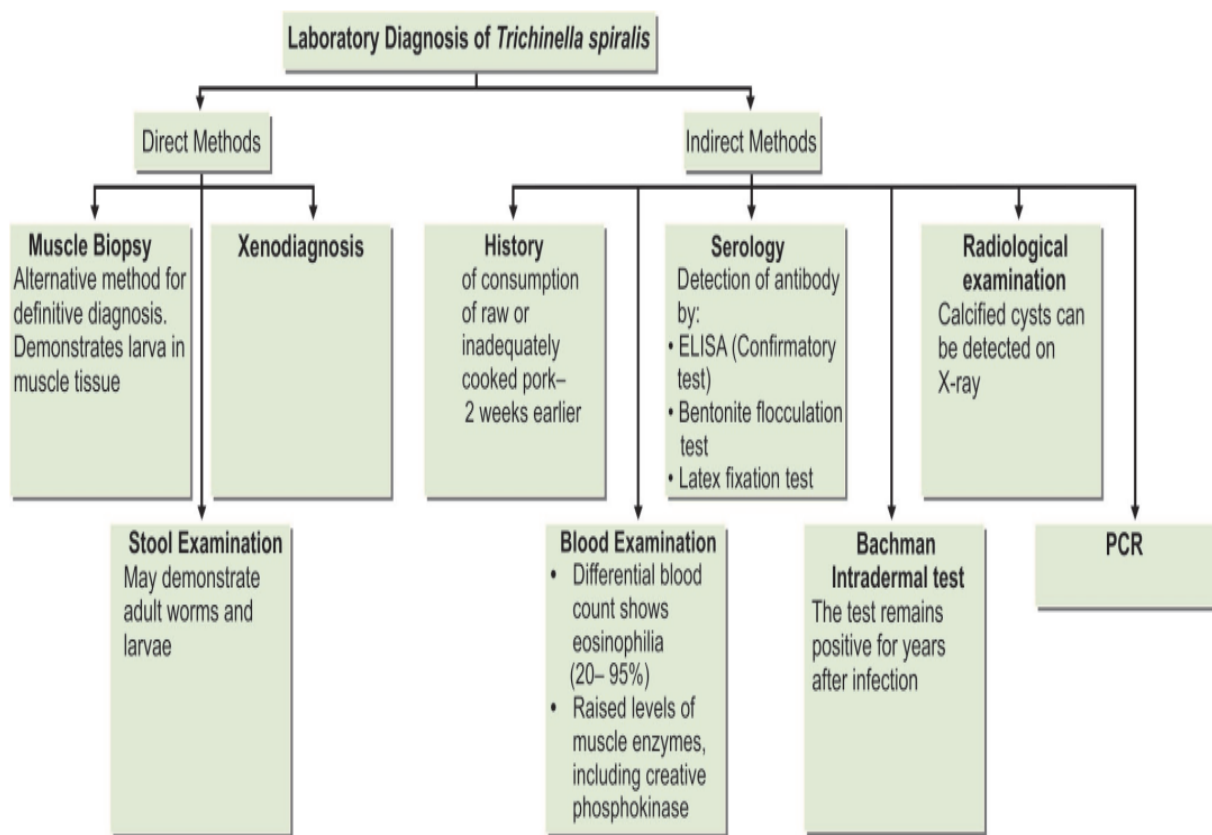 Laboratory Diagnosis of Trichinella spiralis
Direct Methods
Indirect Methods
Muscle Biopsy
Alternative method for
definitive diagnosis.
Demonstrates larva in
muscle tissue
Xenodiagnosis
History
of consumption
of raw or
inadequately
cooked pork–
2 weeks earlier
Serology
Detection of antibody
by:
• ELISA (Confirmatory
test)
• Bentonite flocculation
test
• Latex fixation test
Radiological
examination
Calcified cysts can
be detected on
X-ray
Stool Examination
May demonstrate
adult worms and
larvae
Blood Examination
• Differential blood
count shows
eosinophilia
(20– 95%)
• Raised levels of
muscle enzymes,
including creative
phosphokinase
Bachman
Intradermal test
The test remains
positive for years
after infection
PCR